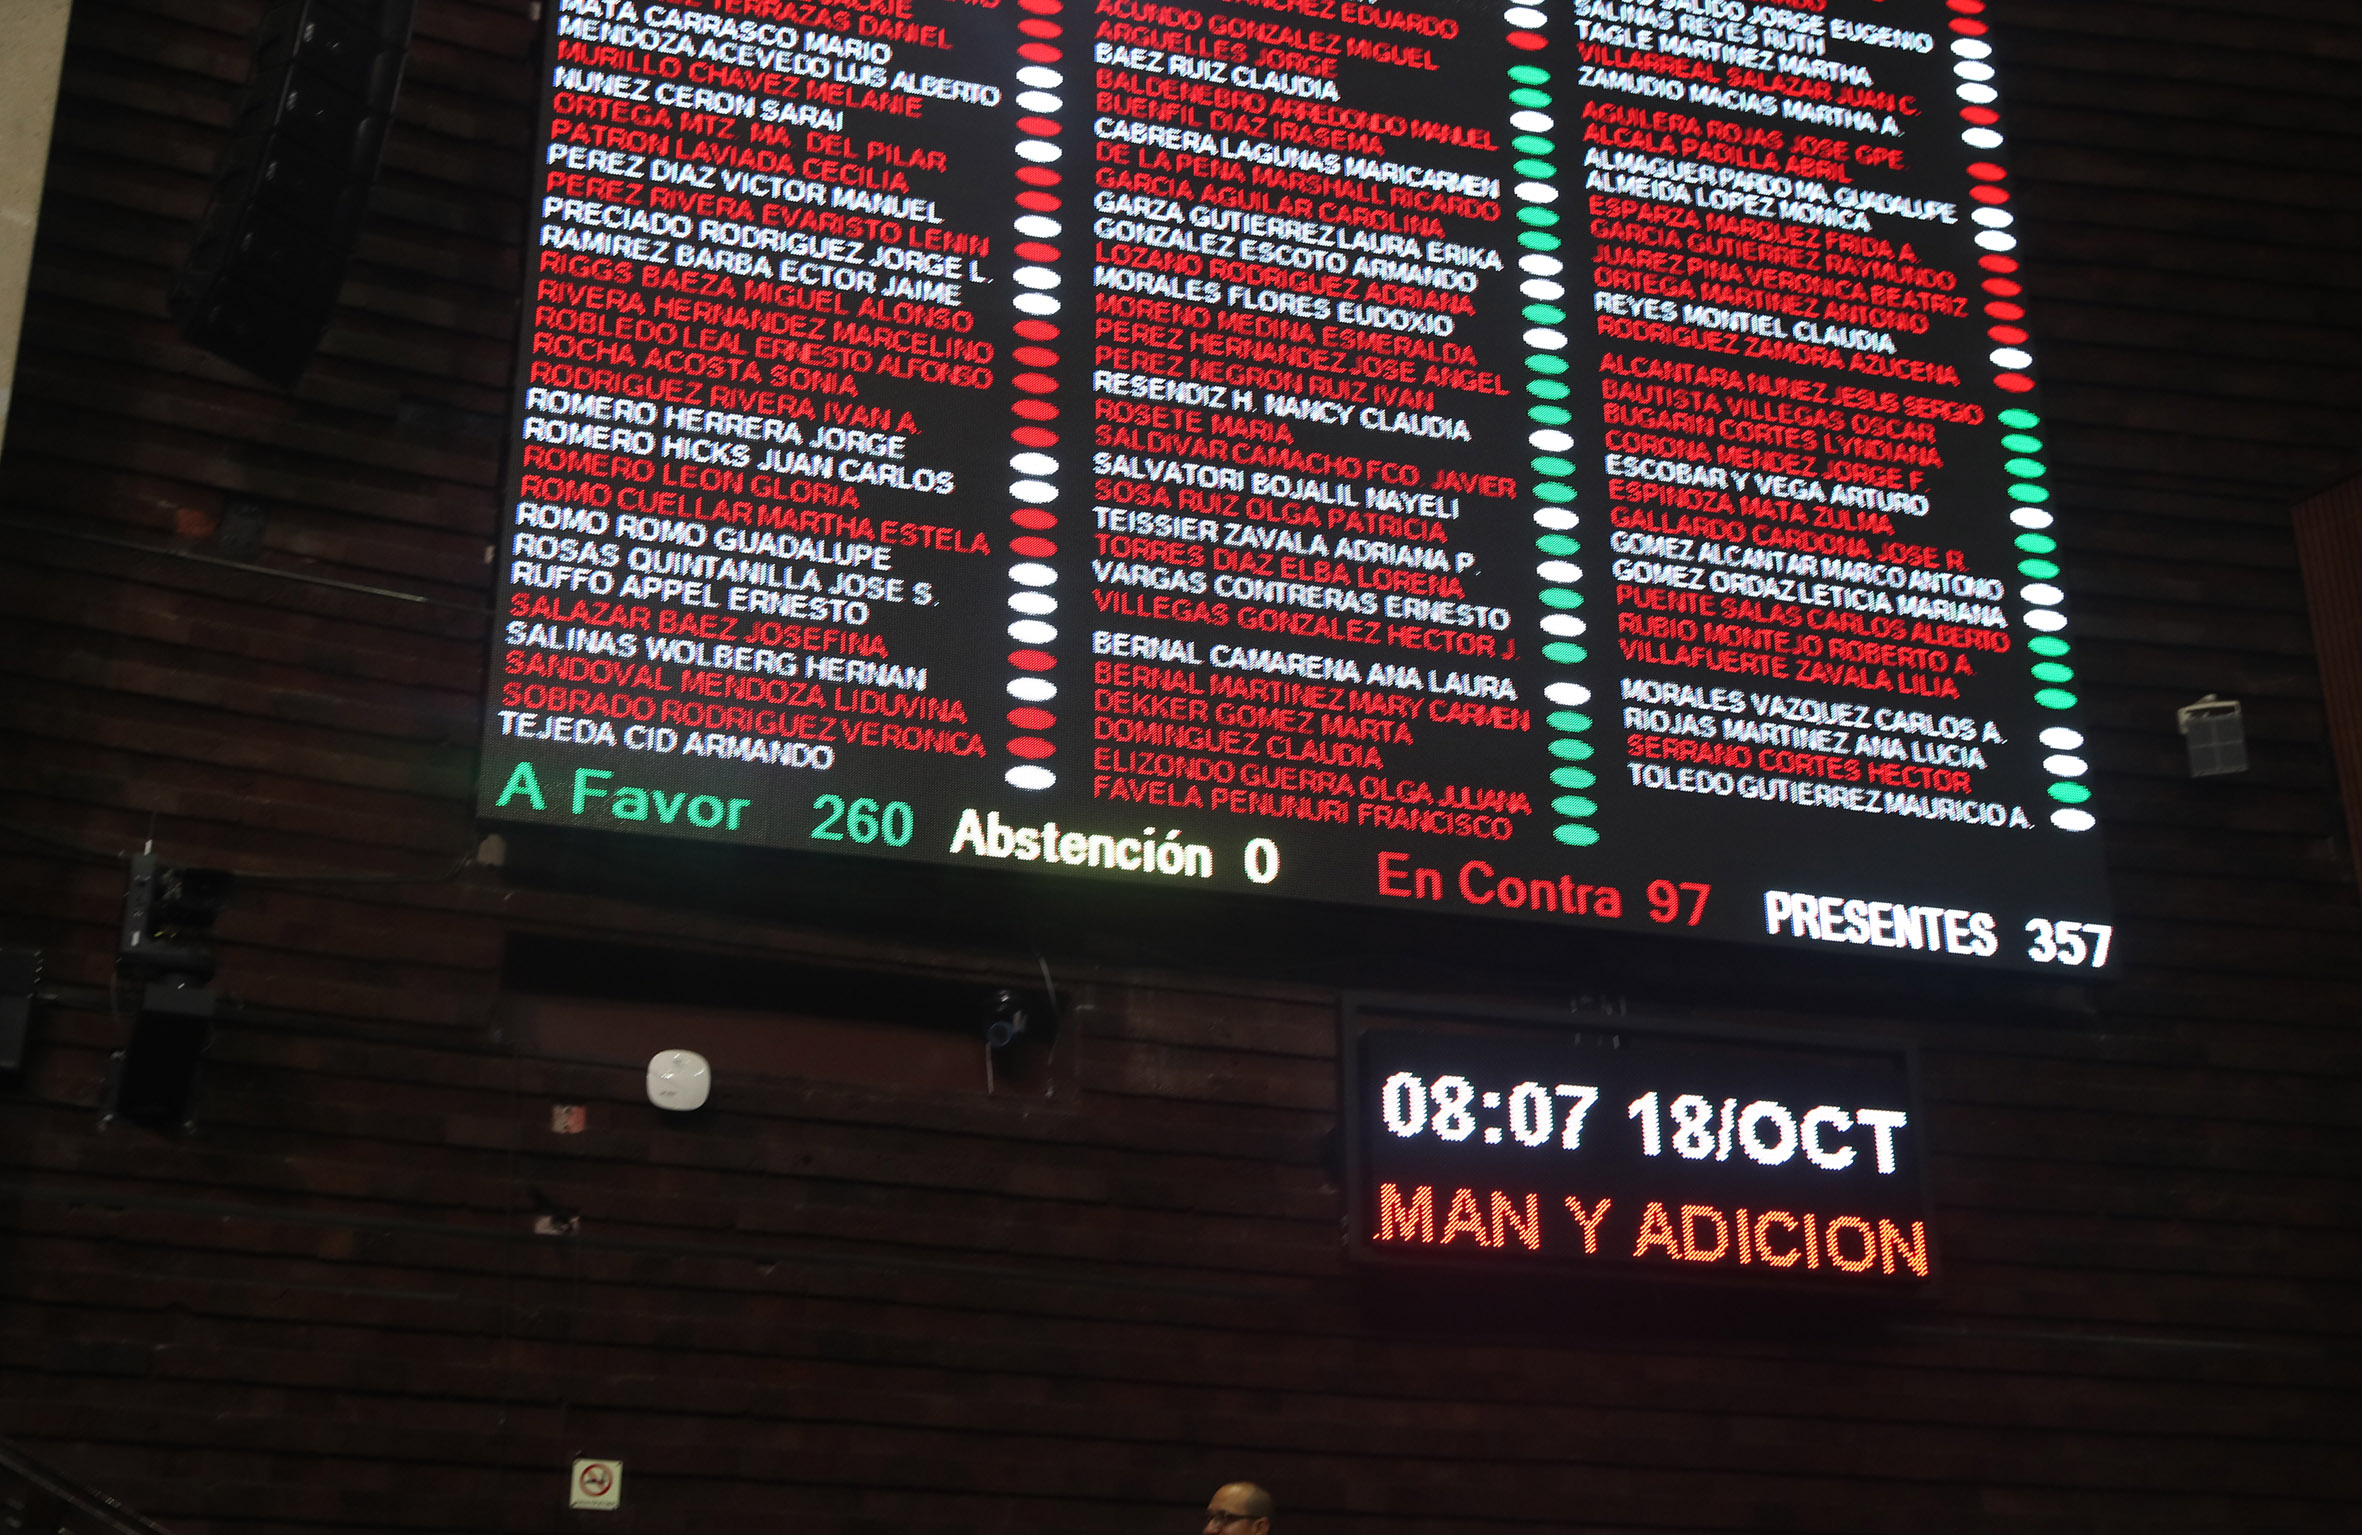 TERRAZAS DANIEL
MATA CARRASCO MARIO
MENDOZA ACEVEDO LUIS ALBERTO
MURILLO CHAVEZ MELANIE
NUNEZ CERON SARAI
ORTEGA MTZ. MA. DEL PILAR
PATRON LAVIADA CECILIA
PEREZ DIAZ VICTOR MANUEL
PEREZ RIVERA EVARISTO LENIN
PRECIADO RODRIGUEZ JORGE L.
RAMIREZ BARBA ECTOR JAIME
RIGGS BAEZA MIGUEL ALONSO
RIVERA HERNANDEZ MARCELINO
ROBLEDO LEAL ERNESTO ALFONSO
ROCHA ACOSTA SONIA
RODRIGUEZ RIVERA IVAN A.
ROMERO HERRERA JORGE
ROMERO HICKS JUAN CARLOS
ROMERO LEON GLORIA
ROMO CUELLAR MARTHA ESTELA
ROMO ROMO GUADALUPE
ROSAS QUINTANILLA JOSE S.
RUFFO APPEL ERNESTO
SALAZAR BAEZ JOSEFINA
SALINAS WOLBERG HERNAN
SANDOVAL MENDOZA LIDUVINA
SOBRADO RODRIGUEZ VERONICA
TEJEDA CID ARMANDO
EDUARDO
ACUNDO GONZALEZ MIGUEL
ARGUELLES JORGE
BAEZ RUIZ CLAUDIA
BALDENEBRO ARREDONDO MANUEL
BUENFIL DIAZ IRASEMA
CABRERA LAGUNAS MARICARMEN
DE LA PENA MARSHALL RICARDO
GARCIA AGUILAR CAROLINA
GARZA GUTIERREZ LAURA ERIKA
GONZALEZ ESCOTO ARMANDO
LOZANO RODRIGUEZ ADRIANA
MORALES FLORES EUDOXIO
MORENO MEDINA ESMERALDA
PEREZ HERNANDEZ JOSE ANGEL
PEREZ NEGRON RUIZ IVAN
RESENDIZ H. NANCY CLAUDIA
ROSETE MARIA
SALDIVAR CAMACHO FCO. JAVIER
SALVATORI BOJALIL NAYELI
SOSA RUIZ OLGA PATRICIA
TEISSIER ZAVALA ADRIANA P.
TORRES DIAZ ELBA LORENA
VARGAS CONTRERAS ERNESTO
VILLEGAS GONZALEZ HECTOR J.
BERNAL CAMARENA ANA LAURA
BERNAL MARTINEZ MARY CARMEN
DEKKER GOMEZ MARTA
DOMINGUEZ CLAUDIA
ELIZONDO GUERRA OLGA JULIANA
FAVELA PENUNURI FRANCISCO
SALIDO JORGE EUGENIO
SALINAS REYES RUTH
TAGLE MARTINEZ MARTHA
VILLARREAL SALAZAR JUAN C.
ZAMUDIO MACIAS MARTHA A.
AGUILERA ROJAS JOSE GPE.
ALCALA PADILLA ABRIL
ALMAGUER PARDO MA. GUADALUPE
ALMEIDA LOPEZ MONICA
ESPARZA MARQUEZ FRIDA A.
GARCIA GUTIERREZ RAYMUNDO
JUAREZ PIÑA VERONICA BEATRIZ
ORTEGA MARTINEZ ANTONIO
REYES MONTIEL CLAUDIA
RODRIGUEZ ZAMORA AZUCENA
ALCANTARA NUNEZ JESUS SERGIO
BAUTISTA VILLEGAS OSCAR
BUGARIN CORTES LYNDIANA
CORONA MENDEZ JORGE F.
ESCOBAR Y VEGA ARTURO
ESPINOZA MATA ZULMA
GALLARDO CARDONA JOSE R.
GOMEZ ALCANTAR MARCO ANTONIO
GOMEZ ORDAZ LETICIA MARIANA
PUENTE SALAS CARLOS ALBERTO
RUBIO MONTEJO ROBERTO A.
VILLAFUERTE ZAVALA LILIA
MORALES VAZQUEZ CARLOS A.
RIOJAS MARTINEZ ANA LUCIA
SERRANO CORTES HECTOR
TOLEDO GUTIERREZ MAURICIO A.
A Favor 260 Abstención 0 En Contra 97 PRESENTES 357
08:07 18/OCT
MAN Y ADICION